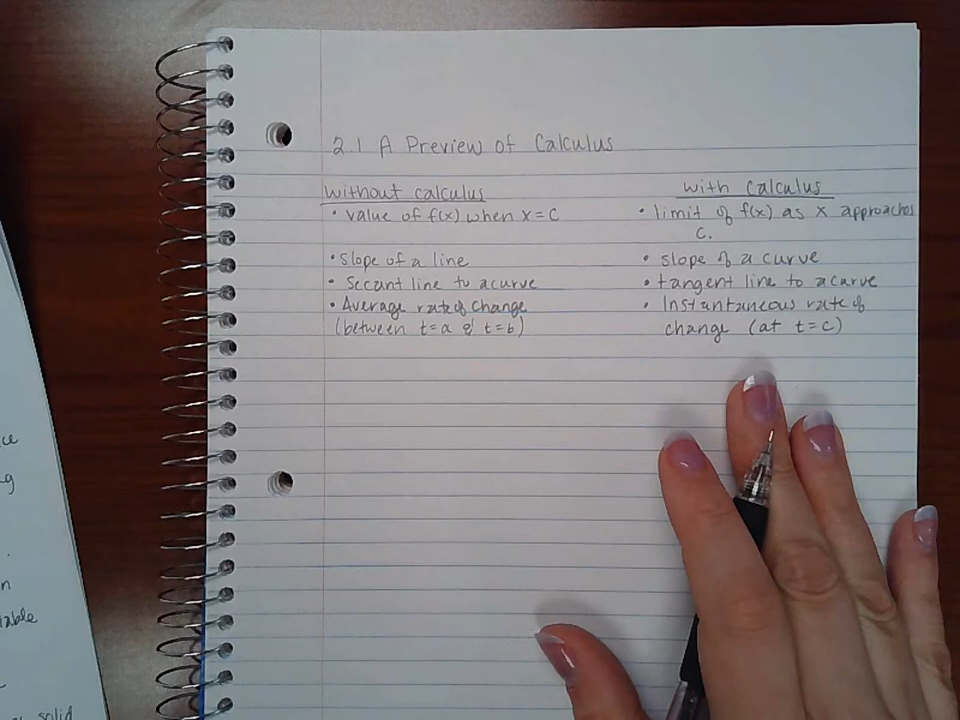 2.1 A Preview of Calculus
without calculus
• value of f(x) when x = c
• Slope of a line
• Secant line to a curve
• Average rate of change
(between t = a & t = b)
with calculus
• limit of f(x) as x approaches
c.
• slope of a curve
• tangent line to a curve
• Instantaneous rate of
change (at t = c)
solid